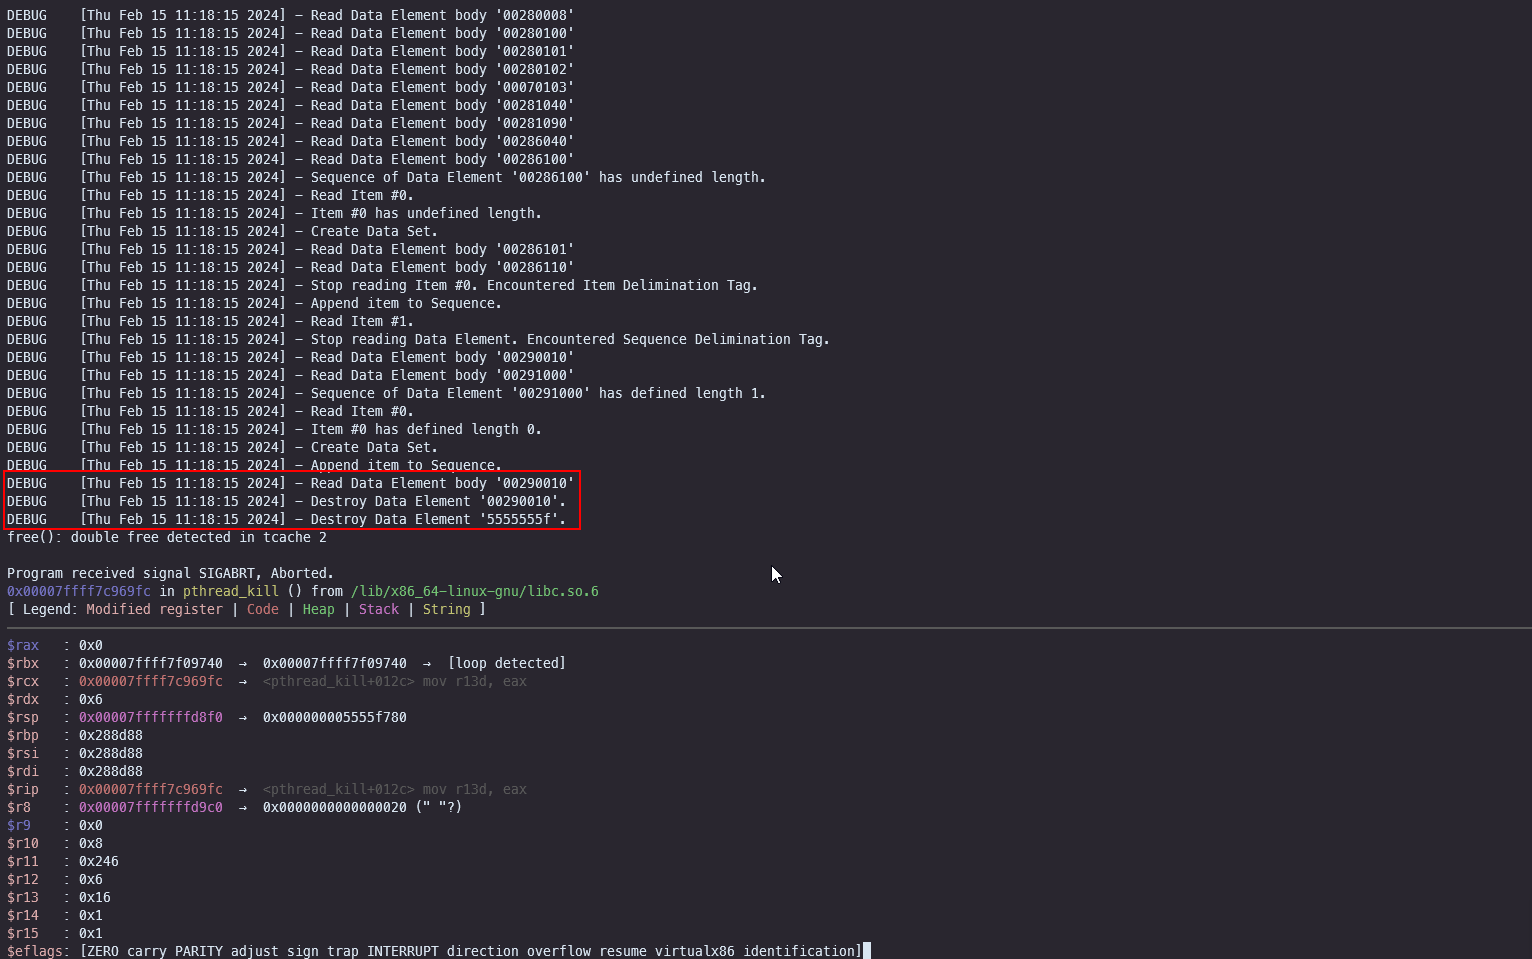 DEBUG    [Thu Feb 15 11:18:15 2024] – Read Data Element body '00280008'
DEBUG    [Thu Feb 15 11:18:15 2024] – Read Data Element body '00280100'
DEBUG    [Thu Feb 15 11:18:15 2024] – Read Data Element body '00280101'
DEBUG    [Thu Feb 15 11:18:15 2024] – Read Data Element body '00280102'
DEBUG    [Thu Feb 15 11:18:15 2024] – Read Data Element body '00070103'
DEBUG    [Thu Feb 15 11:18:15 2024] – Read Data Element body '00281040'
DEBUG    [Thu Feb 15 11:18:15 2024] – Read Data Element body '00281090'
DEBUG    [Thu Feb 15 11:18:15 2024] – Read Data Element body '00286040'
DEBUG    [Thu Feb 15 11:18:15 2024] – Read Data Element body '00286100'
DEBUG    [Thu Feb 15 11:18:15 2024] – Sequence of Data Element '00286100' has undefined length.
DEBUG    [Thu Feb 15 11:18:15 2024] – Read Item #0.
DEBUG    [Thu Feb 15 11:18:15 2024] – Item #0 has undefined length.
DEBUG    [Thu Feb 15 11:18:15 2024] – Create Data Set.
DEBUG    [Thu Feb 15 11:18:15 2024] – Read Data Element body '00286101'
DEBUG    [Thu Feb 15 11:18:15 2024] – Read Data Element body '00286110'
DEBUG    [Thu Feb 15 11:18:15 2024] – Stop reading Item #0. Encountered Item Delimination Tag.
DEBUG    [Thu Feb 15 11:18:15 2024] – Append item to Sequence.
DEBUG    [Thu Feb 15 11:18:15 2024] – Read Item #1.
DEBUG    [Thu Feb 15 11:18:15 2024] – Stop reading Data Element. Encountered Sequence Delimination Tag.
DEBUG    [Thu Feb 15 11:18:15 2024] – Read Data Element body '00290010'
DEBUG    [Thu Feb 15 11:18:15 2024] – Read Data Element body '00291000'
DEBUG    [Thu Feb 15 11:18:15 2024] – Sequence of Data Element '00291000' has defined length 1.
DEBUG    [Thu Feb 15 11:18:15 2024] – Read Item #0.
DEBUG    [Thu Feb 15 11:18:15 2024] – Item #0 has defined length 0.
DEBUG    [Thu Feb 15 11:18:15 2024] – Create Data Set.
DEBUG    [Thu Feb 15 11:18:15 2024] – Append item to Sequence.
DEBUG    [Thu Feb 15 11:18:15 2024] – Read Data Element body '00290010'
DEBUG    [Thu Feb 15 11:18:15 2024] – Destroy Data Element '00290010'.
DEBUG    [Thu Feb 15 11:18:15 2024] – Destroy Data Element '5555555f'.
free(): double free detected in tcache 2
Program received signal SIGABRT, Aborted.
0x00007ffff7c969fc in pthread_kill () from /lib/x86_64–linux–gnu/libc.so.6
[ Legend: Modified register | Code | Heap | Stack | String ]
$rax   : 0x0
$rbx   : 0x00007ffff7f09740  →  0x00007ffff7f09740  →  [loop detected]
$rcx   : 0x00007ffff7c969fc  →  <pthread_kill+012c> mov r13d, eax
$rdx   : 0x6
$rsp   : 0x00007fffffffd8f0  →  0x000000005555f780
$rbp   : 0x288d88
$rsi   : 0x288d88
$rdi   : 0x288d88
$rip   : 0x00007ffff7c969fc  →  <pthread_kill+012c> mov r13d, eax
$r8    : 0x00007fffffffd9c0  →  0x0000000000000020 (" "?)
$r9    : 0x0
$r10   : 0x8
$r11   : 0x246
$r12   : 0x6
$r13   : 0x16
$r14   : 0x1
$r15   : 0x1
$eflags: [ZERO carry PARITY adjust sign trap INTERRUPT direction overflow resume virtualx86 identification]